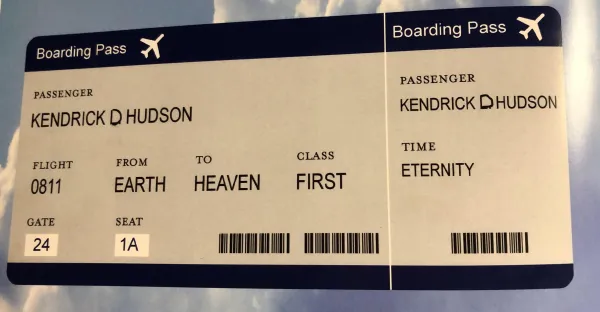 Boarding Pass
PASSENGER
KENDRICK D HUDSON
FLIGHT FROM TO CLASS
0811 EARTH HEAVEN FIRST
GATE SEAT
24 1A
Boarding Pass
PASSENGER
KENDRICK D HUDSON
TIME
ETERNITY